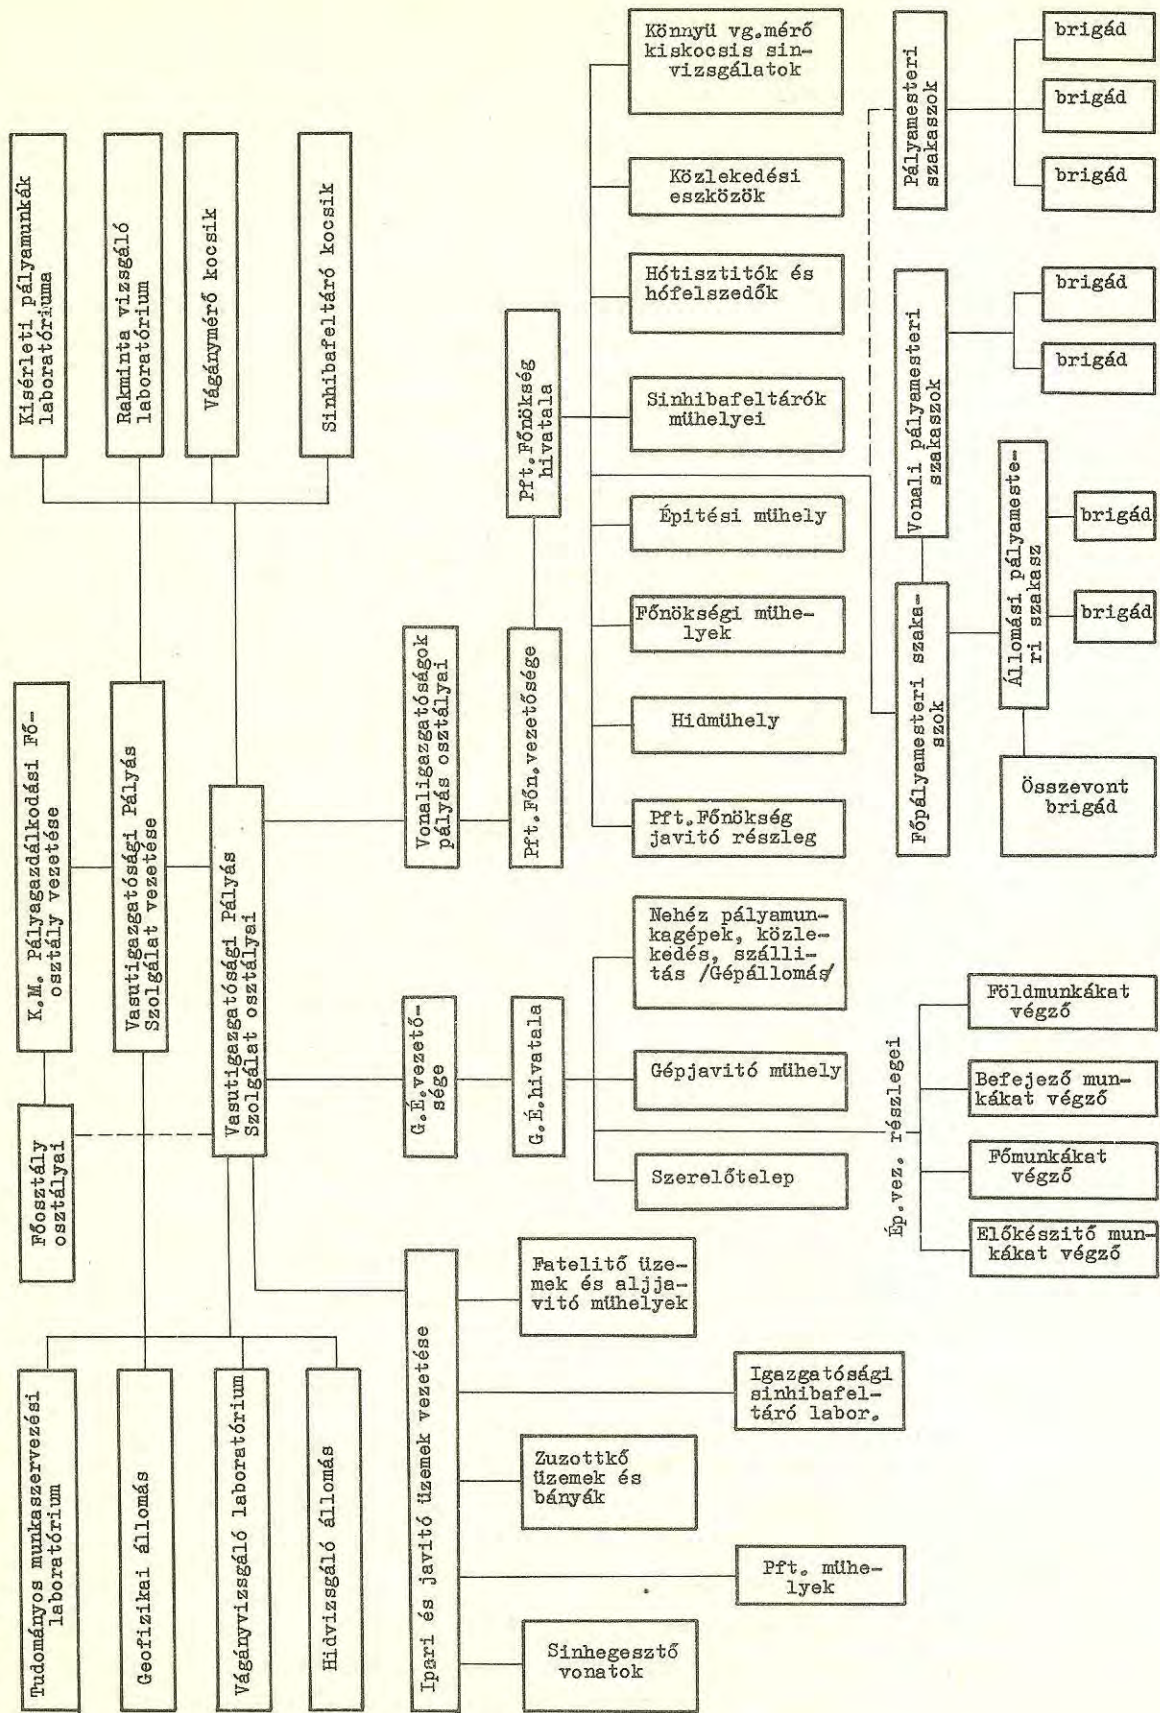 K.M. Pályagazdálkodási Fő-
osztály vezetése
Főosztály
osztályai
Vasutigazgatósági Pályás
Szolgálat vezetése
Vasutigazgatósági Pályás
Szolgálat osztályai
Tudományos munkaszervezési
laboratórium
Geofizikai állomás
Vágányvizsgáló laboratórium
Hidvizsgáló állomás
Kisérleti pályamunkák
laboratóriuma
Rakminta vizsgáló
laboratórium
Vágánymérő kocsik
Sinhibafeltáró kocsik
Ipari és javitó üzemek vezetése
Sinhegesztő
vonatok
Pft. mühe-
lyek
Zuzottkő
üzemek és
bányák
Igazgatósági
sinhibafel-
táró labor.
Fatelitő üze-
mek és aljja-
vitó mühelyek
G.É.vezető-
sége
G.É.hivatala
Szerelőtelep
Gépjavitó mühely
Nehéz pályamun-
kagépek, közle-
kedés, szálli-
tás /Gépállomás/
Ép.vez. részlegei
Előkészitő mun-
kákat végző
Főmunkákat
végző
Befejező mun-
kákat végző
Földmunkákat
végző
Vonaligazgatóságok
pályás osztályai
Pft.Főn.vezetősége
Pft.Főnökség
hivatala
Pft.Főnökség
javitó részleg
Hidmühely
Főnökségi mühe-
lyek
Épitési mühely
Sinhibafeltárók
mühelyei
Hótisztitók és
hófelszedők
Közlekedési
eszközök
Könnyü vg.mérő
kiskocsis sin-
vizsgálatok
Főpályamesteri szaka-
szok
Vonali pályamesteri
szakaszok
Pályamesteri
szakaszok
Állomási pályameste-
ri szakasz
Összevont
brigád
brigád
brigád
brigád
brigád
brigád
brigád
brigád